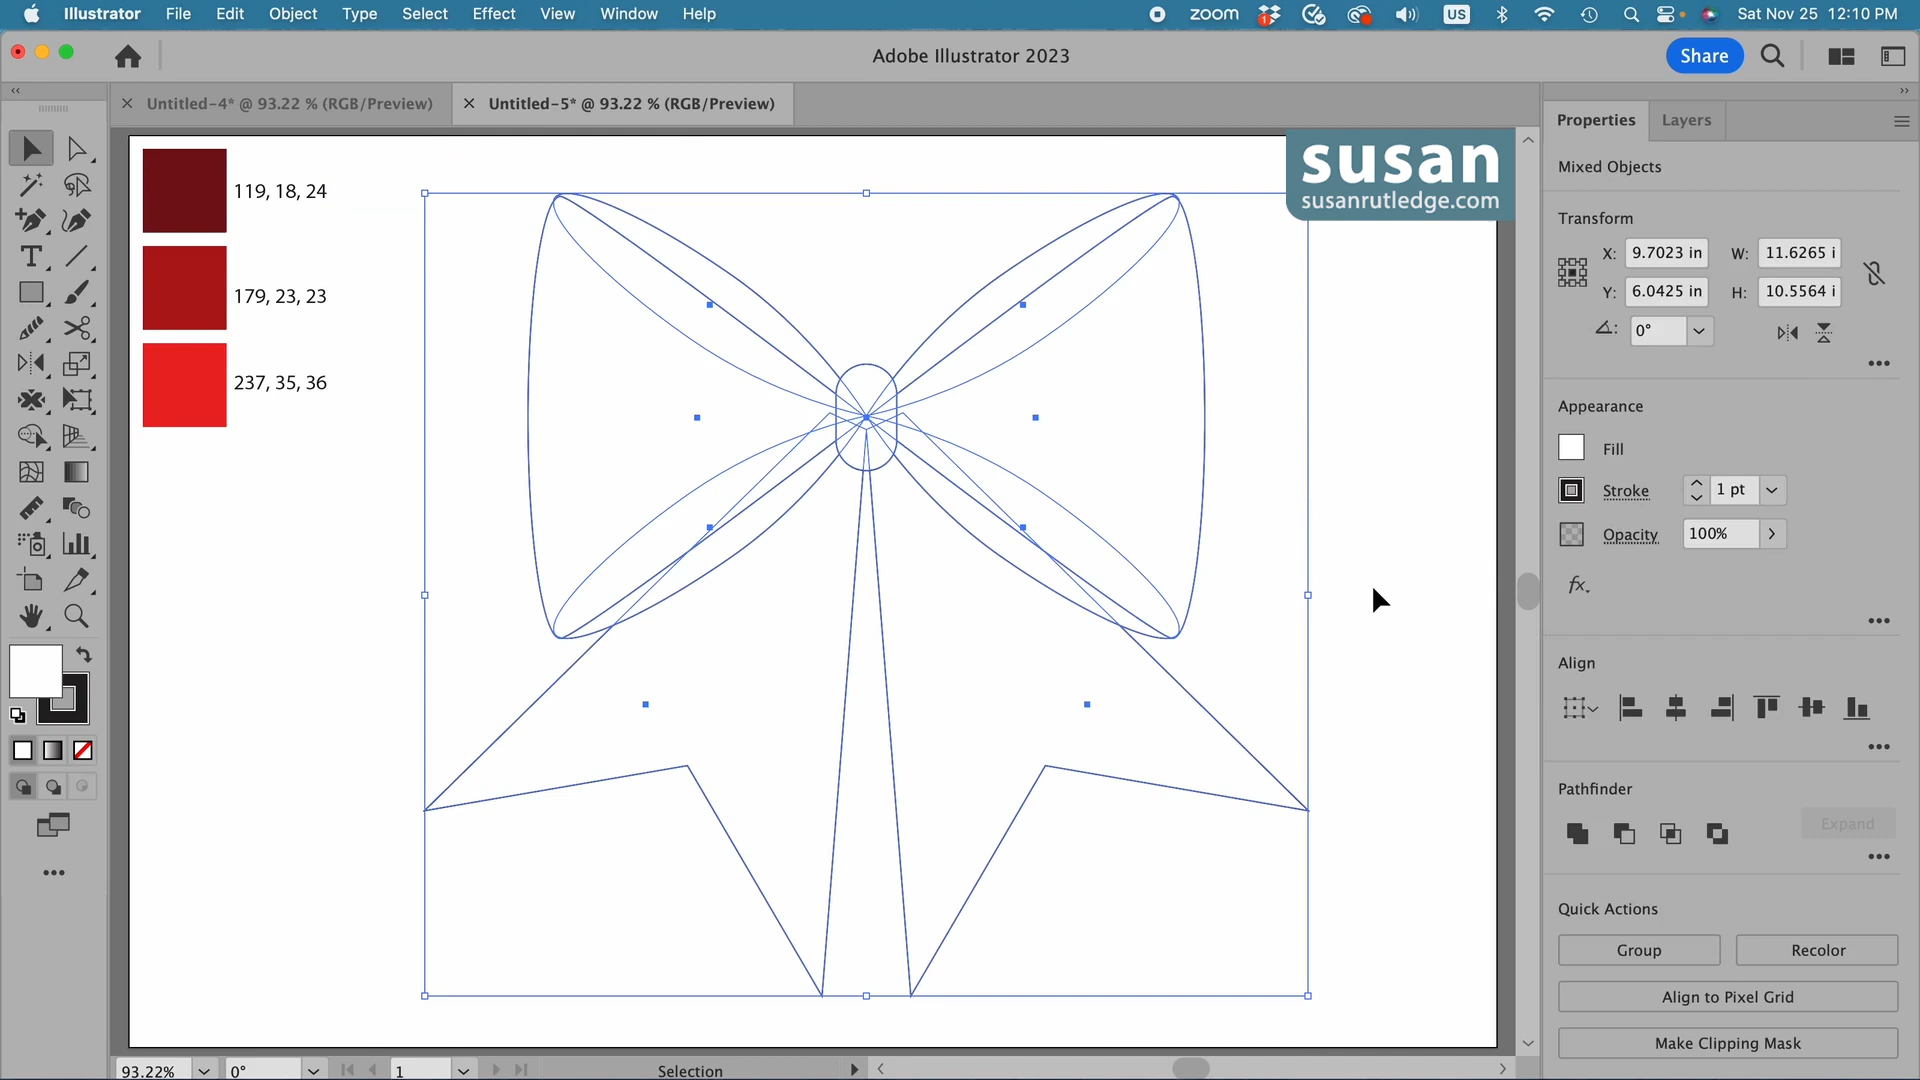 Illustrator File Edit Object Type Select Effect View Window Help zoom 1 US Sat Nov 25 12:10 PM
Adobe Illustrator 2023 Share
Untitled-4* @ 93.22 % (RGB/Preview) Untitled-5* @ 93.22 % (RGB/Preview)
Properties Layers
susan
susanrutledge.com
119, 18, 24
179, 23, 23
237, 35, 36
Mixed Objects
Transform
X: 9.7023 in W: 11.6265 i
Y: 6.0425 in H: 10.5564 i
0°
Appearance
Fill
Stroke 1 pt
Opacity 100%
fx.
Align
Pathfinder
Expand
Quick Actions
Group Recolor
Align to Pixel Grid
Make Clipping Mask
93.22% 0° 1 Selection